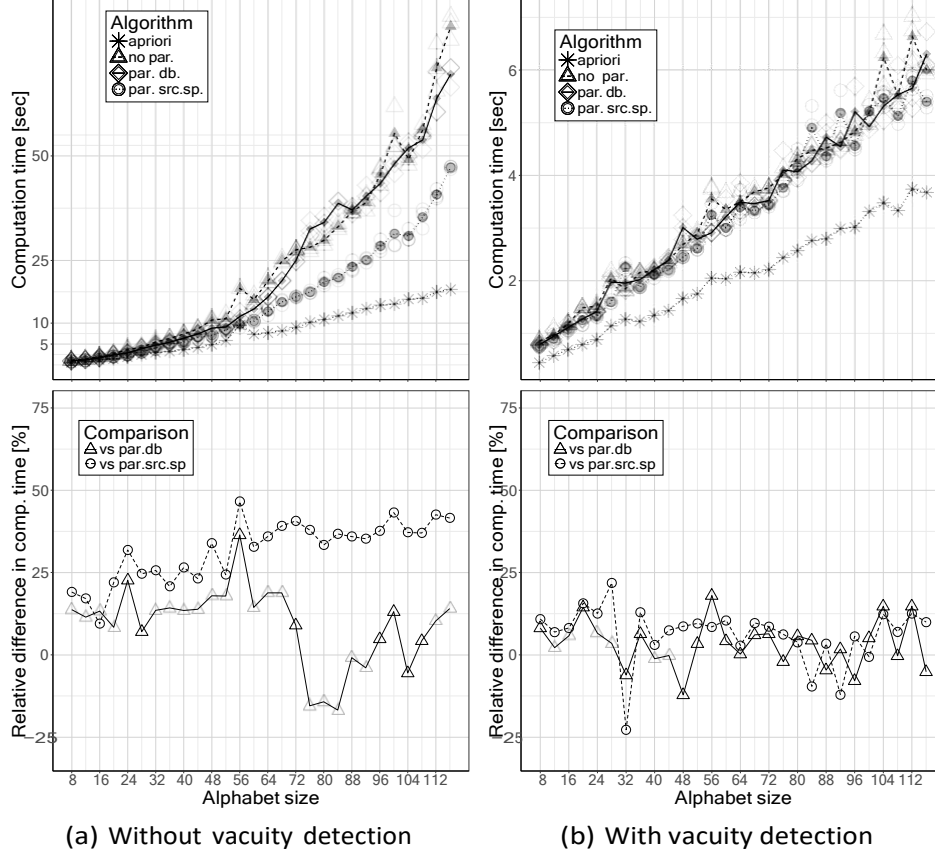 Computation time [sec]
50
25
10
5
Algorithm
apriori
no par.
par. db.
par. src.sp.
Computation time [sec]
6
4
2
Algorithm
apriori
no par.
par. db.
par. src.sp.
Relative difference in comp. time [%]
75
50
25
0
−25
Comparison
vs par.db
vs par.src.sp
8 16 24 32 40 48 56 64 72 80 88 96 104 112
Alphabet size
Relative difference in comp. time [%]
75
50
25
0
−25
Comparison
vs par.db
vs par.src.sp
8 16 24 32 40 48 56 64 72 80 88 96 104 112
Alphabet size
(a) Without vacuity detection
(b) With vacuity detection